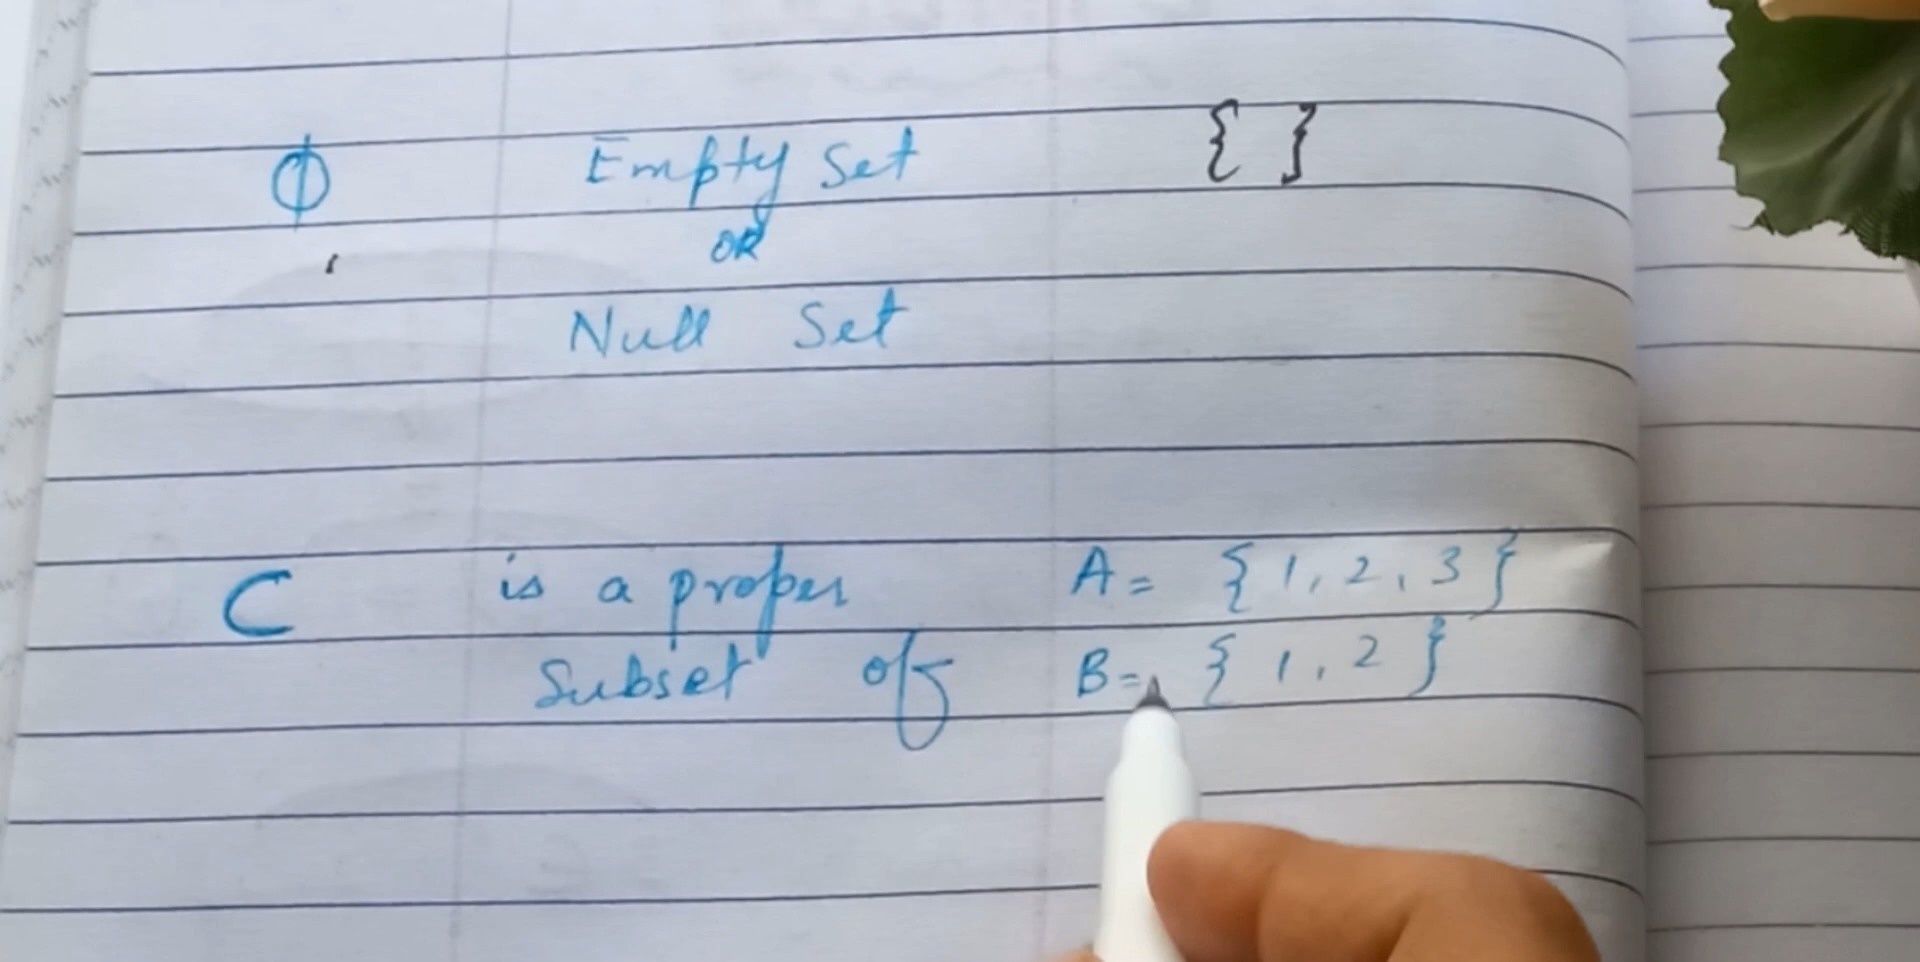 ϕ Empty Set { }
OR
Null Set
⊂ is a proper A = {1, 2, 3}
Subset of B = {1, 2}